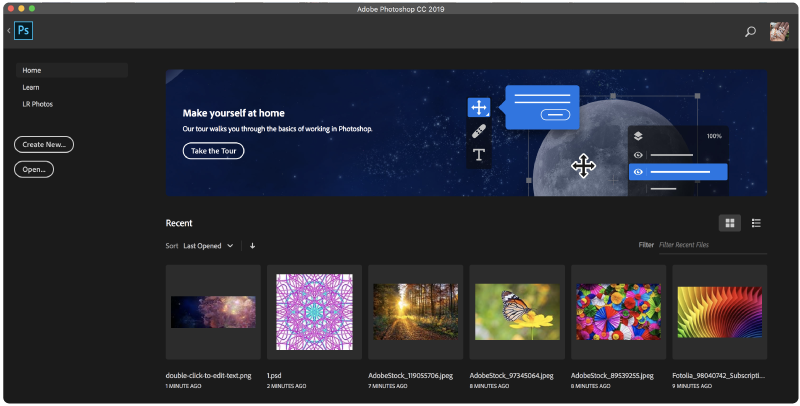 Adobe Photoshop CC 2019
Ps
Home
Learn
LR Photos
Create New...
Open...
Make yourself at home
Our tour walks you through the basics of working in Photoshop.
Take the Tour
T
100%
Recent
Sort Last Opened
Filter Filter Recent Files
double-click-to-edit-text.png
1 MINUTE AGO
1.psd
2 MINUTES AGO
AdobeStock_119055706.jpeg
7 MINUTES AGO
AdobeStock_97345064.jpeg
8 MINUTES AGO
AdobeStock_89539255.jpeg
8 MINUTES AGO
Fotolia_98040742_Subscripti...
9 MINUTES AGO